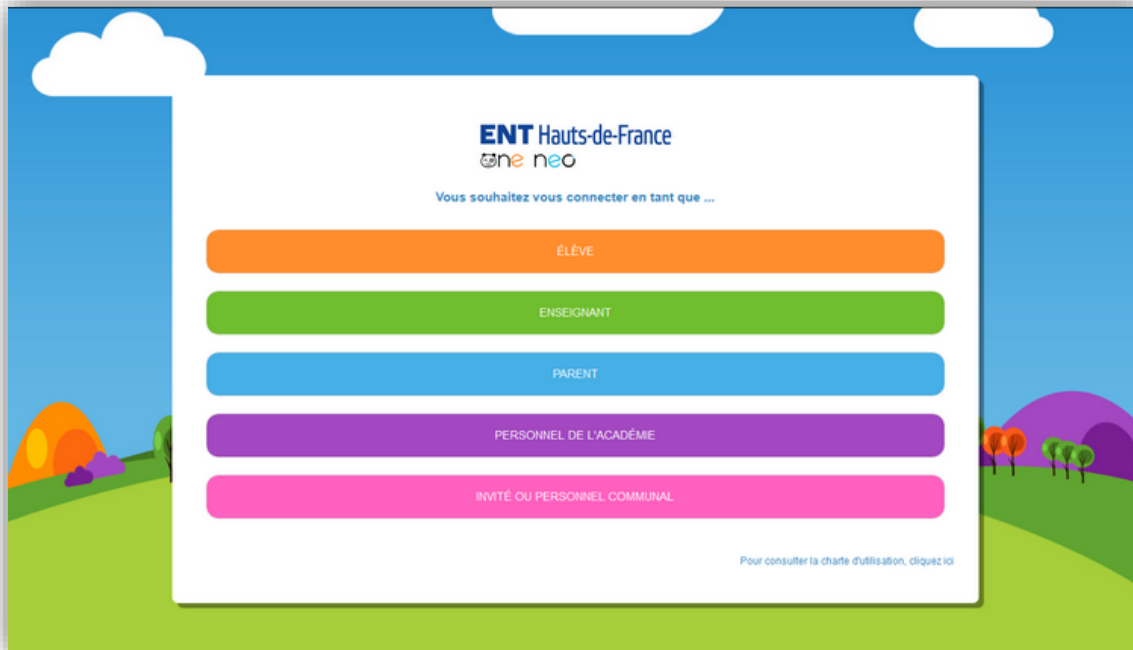 ENT Hauts-de-France
one neo
Vous souhaitez vous connecter en tant que ...
ÉLÈVE
ENSEIGNANT
PARENT
PERSONNEL DE L'ACADÉMIE
INVITÉ OU PERSONNEL COMMUNAL
Pour consulter la charte d'utilisation, cliquez ici